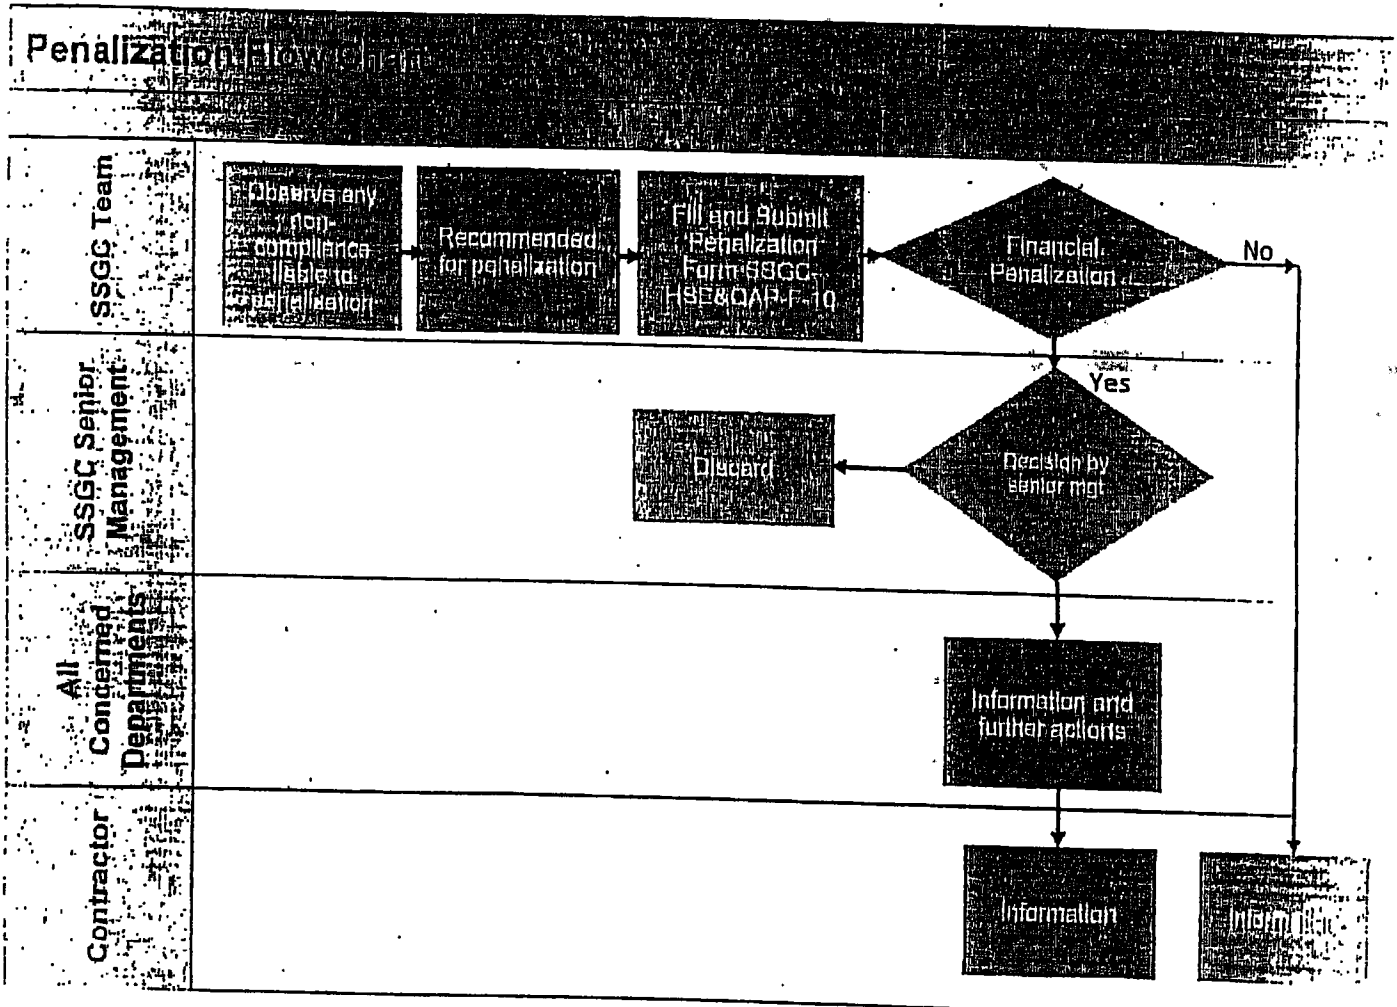 Penalization Flow Chart
SSGC Team
Observe any
non-
compliance
liable to
penalization
Recommended
for penalization
Fill and Submit
Penalization
Form-SSGC-
HSE&QAP-F-10
Financial
Penalization
No
SSGC Senior
Management
Yes
Discard
Decision by
senior mgt
All
Concerned
Departments
Information and
further actions
Contractor
Information